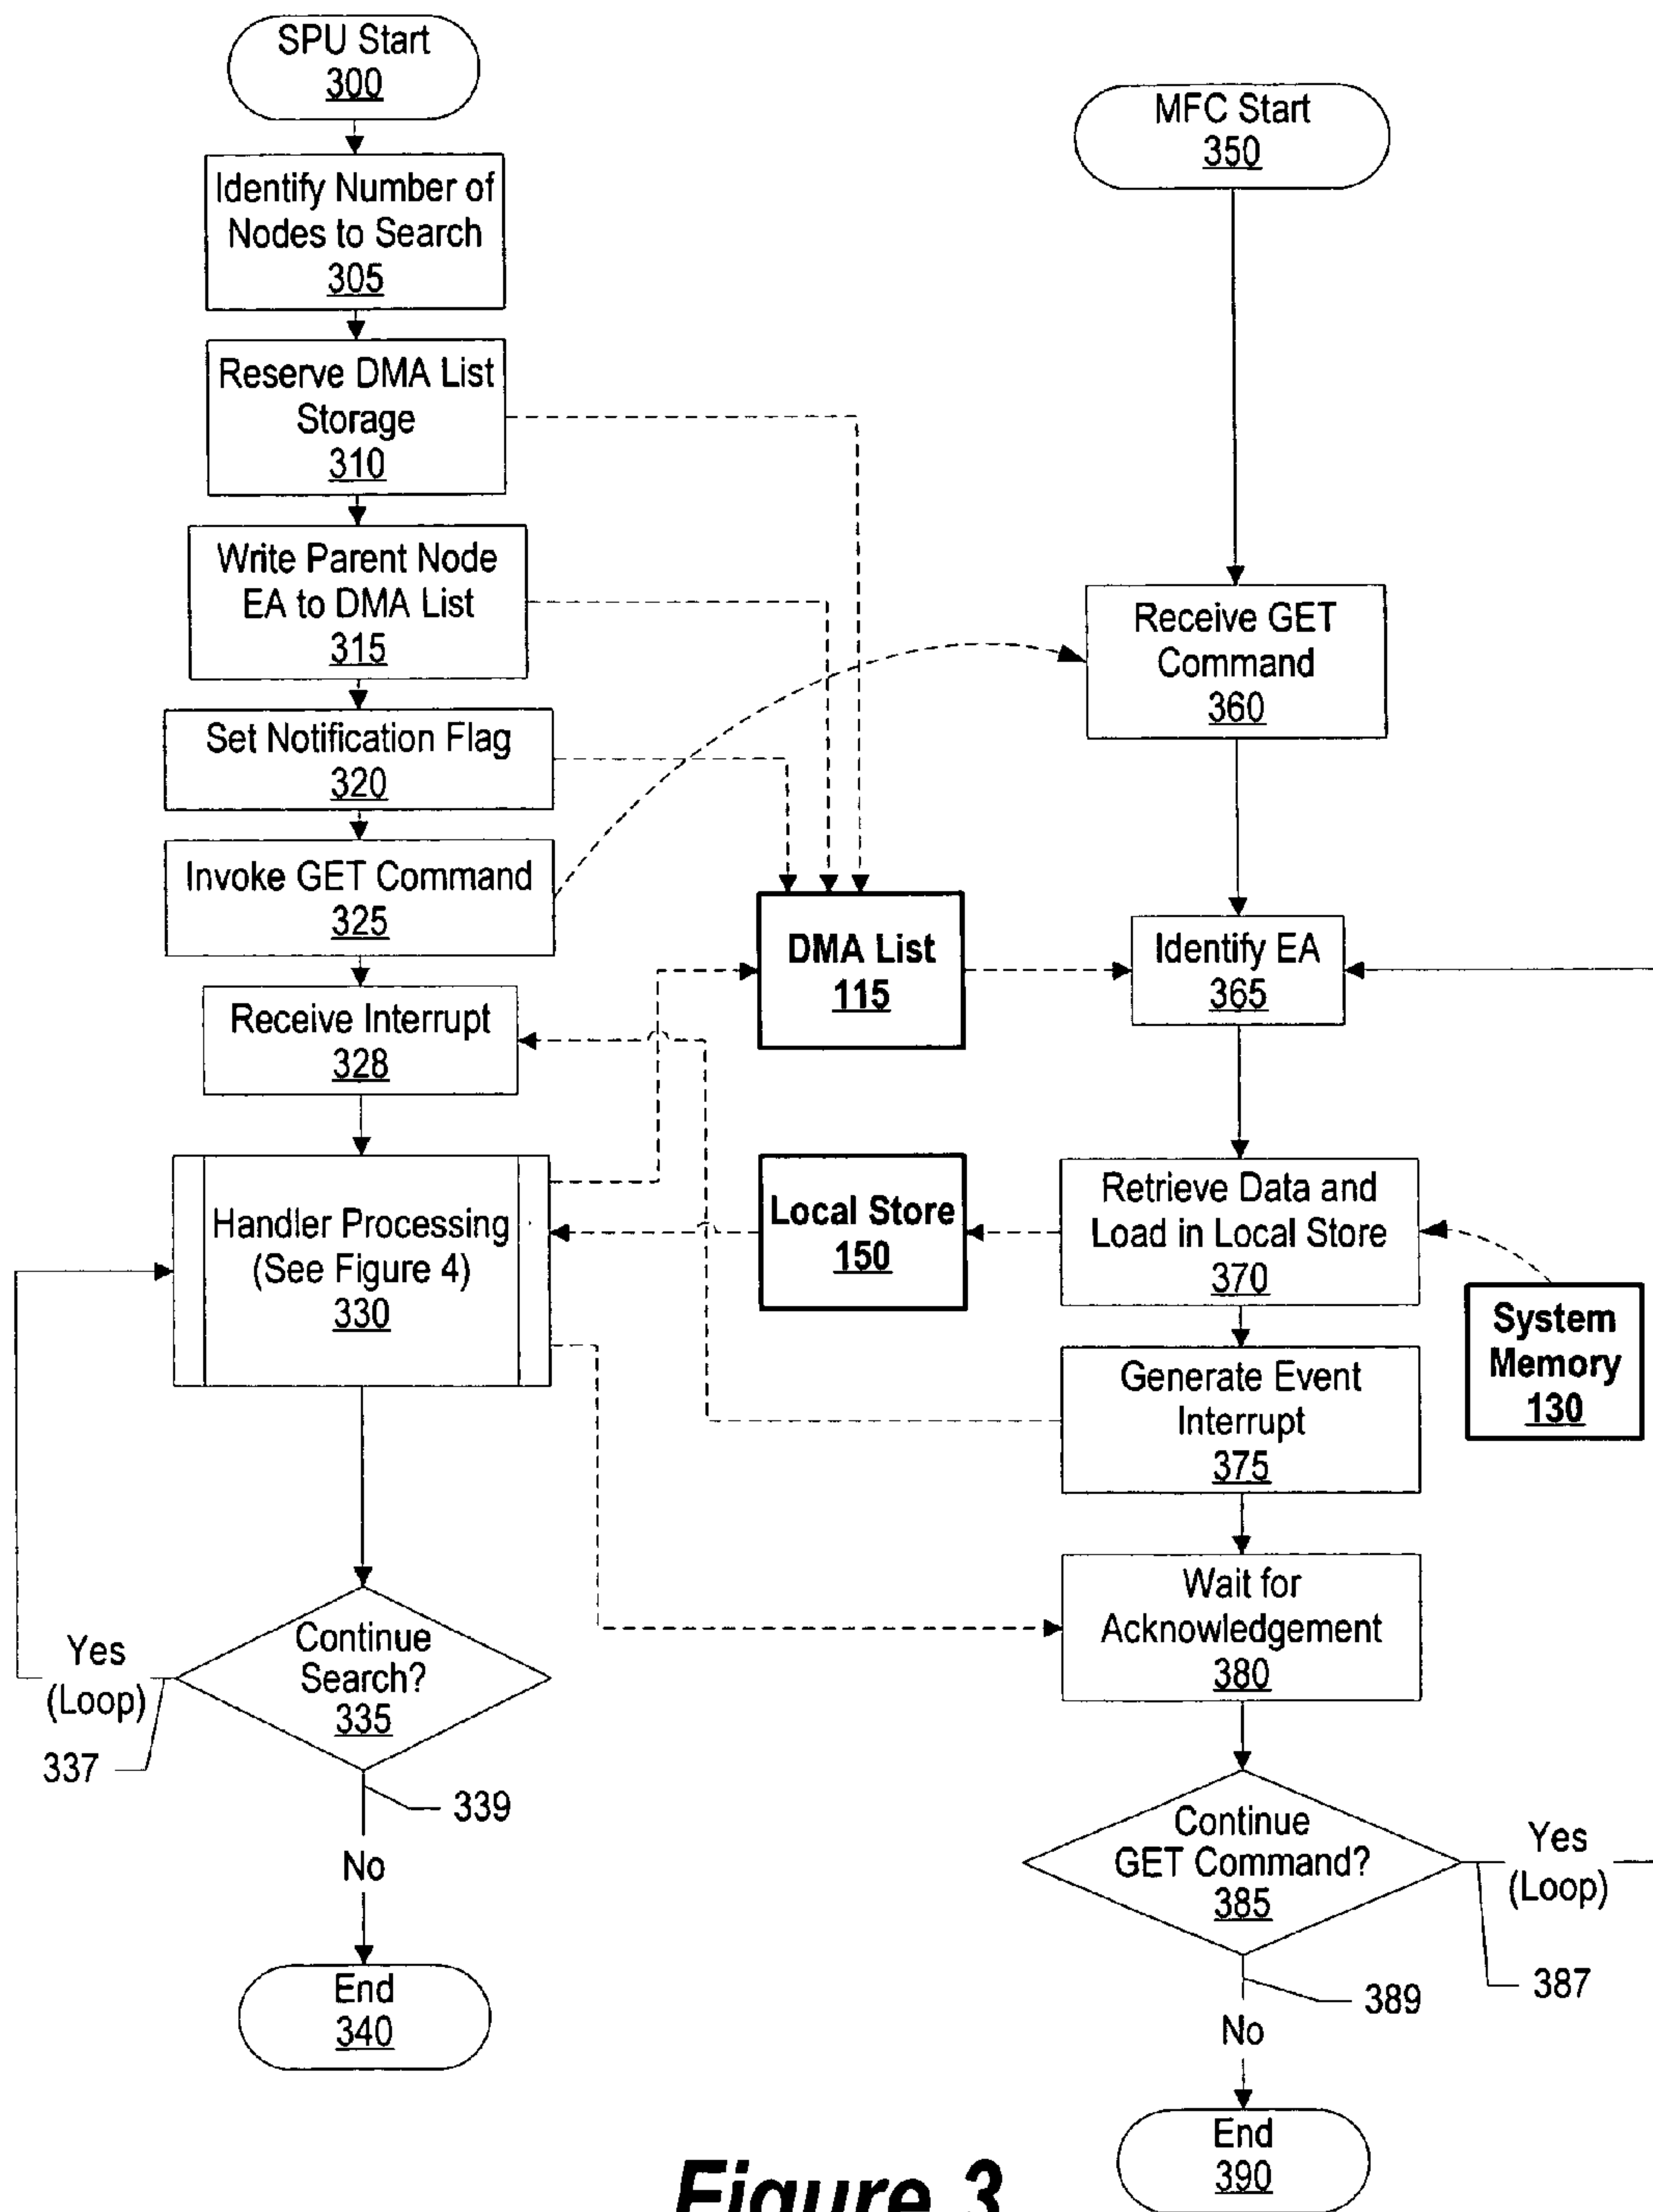 SPU Start
300
Identify Number of
Nodes to Search
305
Reserve DMA List
Storage
310
Write Parent Node
EA to DMA List
315
Set Notification Flag
320
Invoke GET Command
325
Receive Interrupt
328
Handler Processing
(See Figure 4)
330
Continue
Search?
335
Yes
(Loop)
337
339
No
End
340
DMA List
115
Local Store
150
MFC Start
350
Receive GET
Command
360
Identify EA
365
Retrieve Data and
Load in Local Store
370
System
Memory
130
Generate Event
Interrupt
375
Wait for
Acknowledgement
380
Continue
GET Command?
385
Yes
(Loop)
387
389
No
End
390
Figure 3